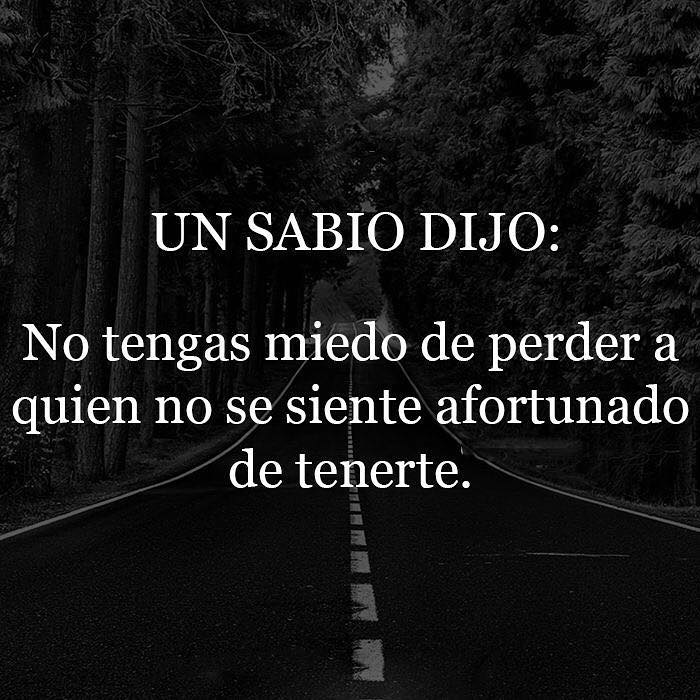 UN SABIO DIJO:
No tengas miedo de perder a
quien no se siente afortunado
de tenerte.